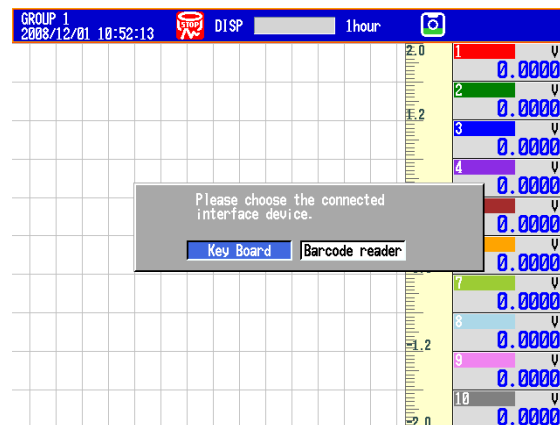 GROUP 1
2008/12/01 10:52:13
STOP
DISP
1hour
2.0
1.2
-1.2
-2.0
Please choose the connected
interface device.
Key Board
Barcode reader
1 V
0.0000
2 V
0.0000
3 V
0.0000
4 V
0.0000
V
0.0000
V
0.0000
7 V
0.0000
8 V
0.0000
9 V
0.0000
10 V
0.0000